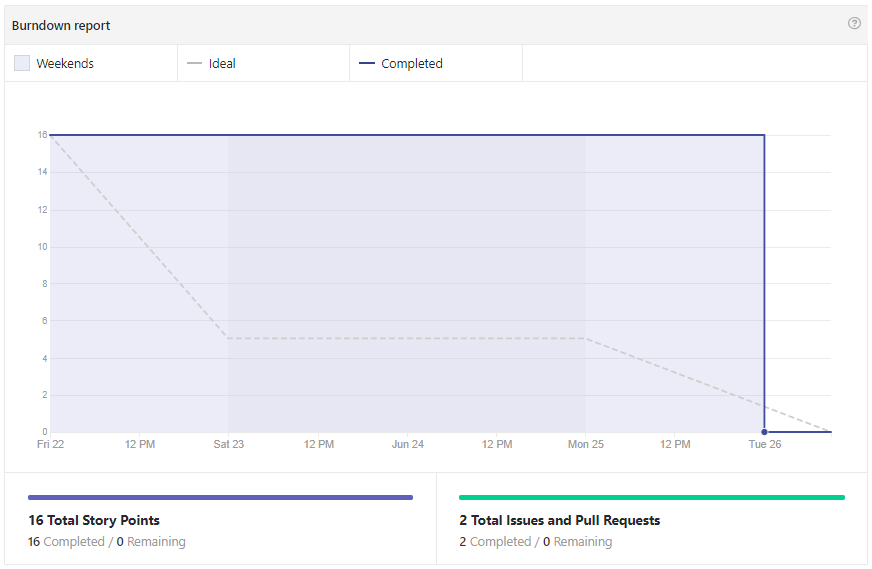 Burndown report
?
Weekends
Ideal
Completed
16
14
12
10
8
6
4
2
0
Fri 22 12 PM Sat 23 12 PM Jun 24 12 PM Mon 25 12 PM Tue 26
16 Total Story Points
16 Completed / 0 Remaining
2 Total Issues and Pull Requests
2 Completed / 0 Remaining